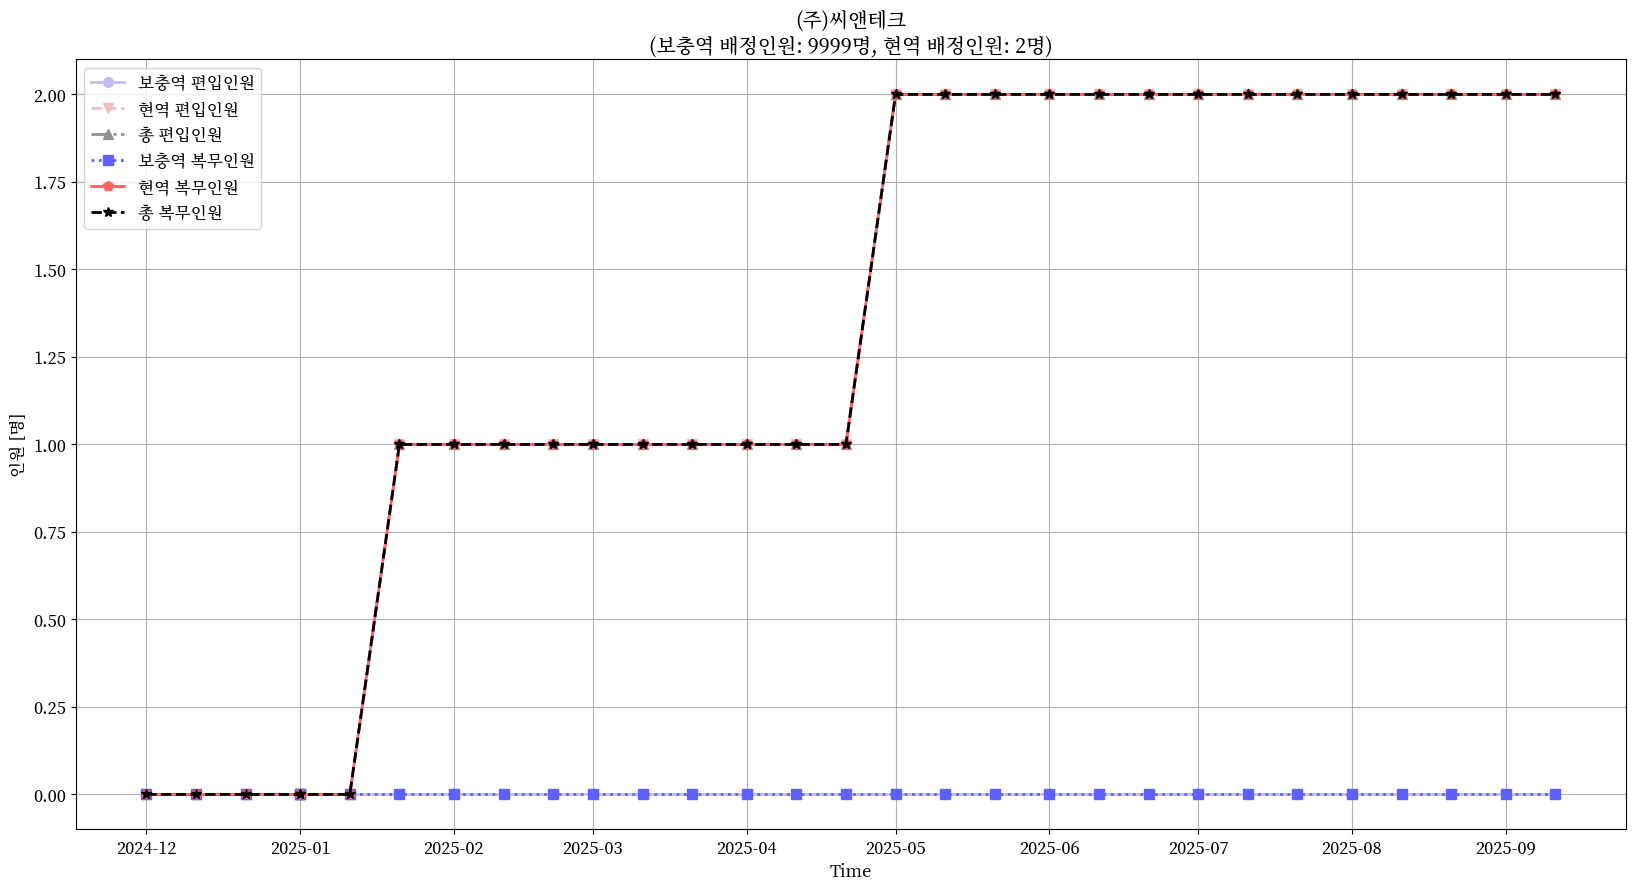 (주)씨앤테크
(보충역 배정인원: 9999명, 현역 배정인원: 2명)
보충역 편입인원
현역 편입인원
총 편입인원
보충역 복무인원
현역 복무인원
총 복무인원
인원 [명]
2.00
1.75
1.50
1.25
1.00
0.75
0.50
0.25
0.00
2024-12
2025-01
2025-02
2025-03
2025-04
2025-05
2025-06
2025-07
2025-08
2025-09
Time